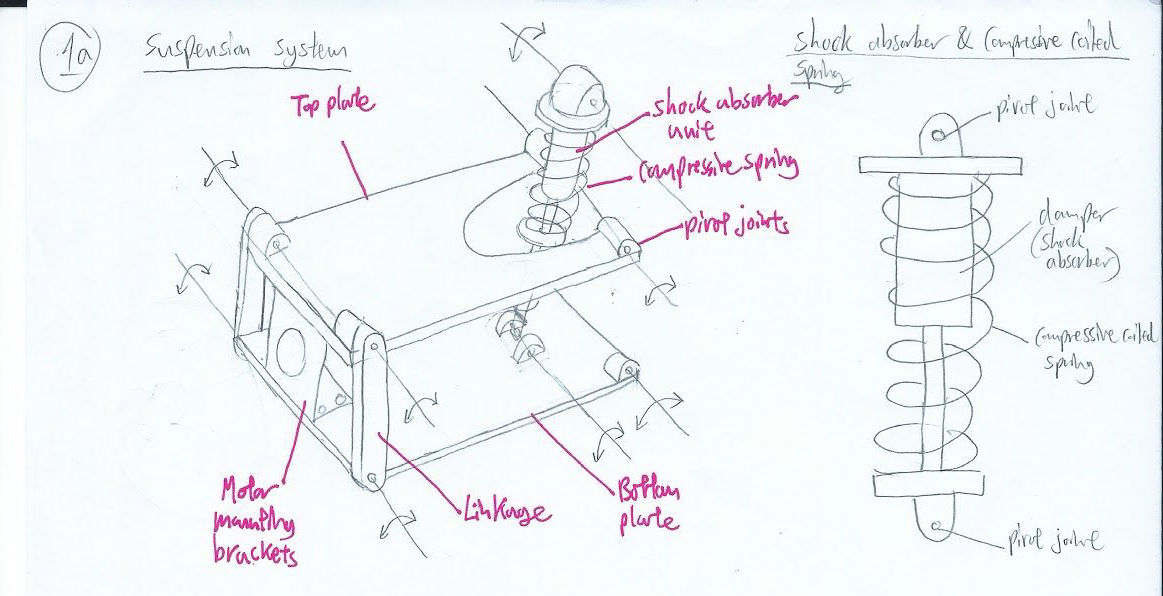 1a
Suspension system
shock absorber & Compressive Coiled
Spring
Top plate
shock absorber
unit
compressive spring
pivot joints
Motor
mounting
brackets
Linkage
Bottom
plate
pivot joint
damper
(shock
absorber)
compressive coiled
spring
pivot joint